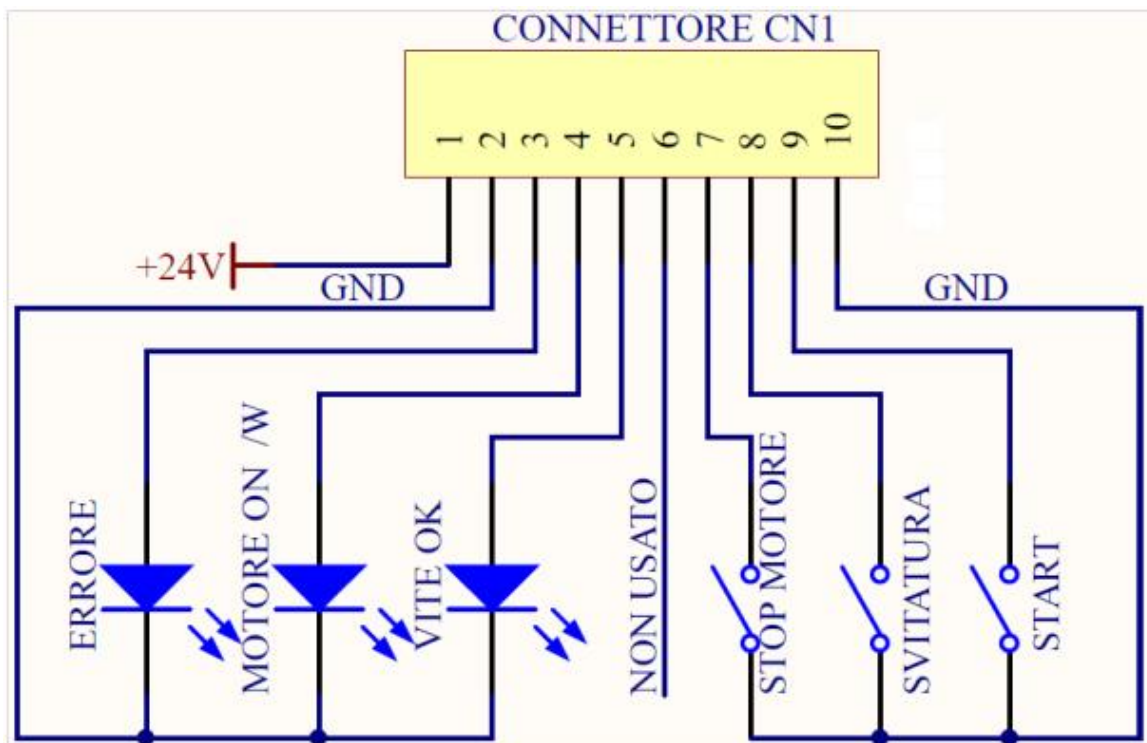 CONNETTORE CN1
1 2 3 4 5 6 7 8 9 10
+24V
GND
GND
ERRORE
MOTORE ON /W
VITE OK
NON USATO
STOP MOTORE
SVITATURA
START